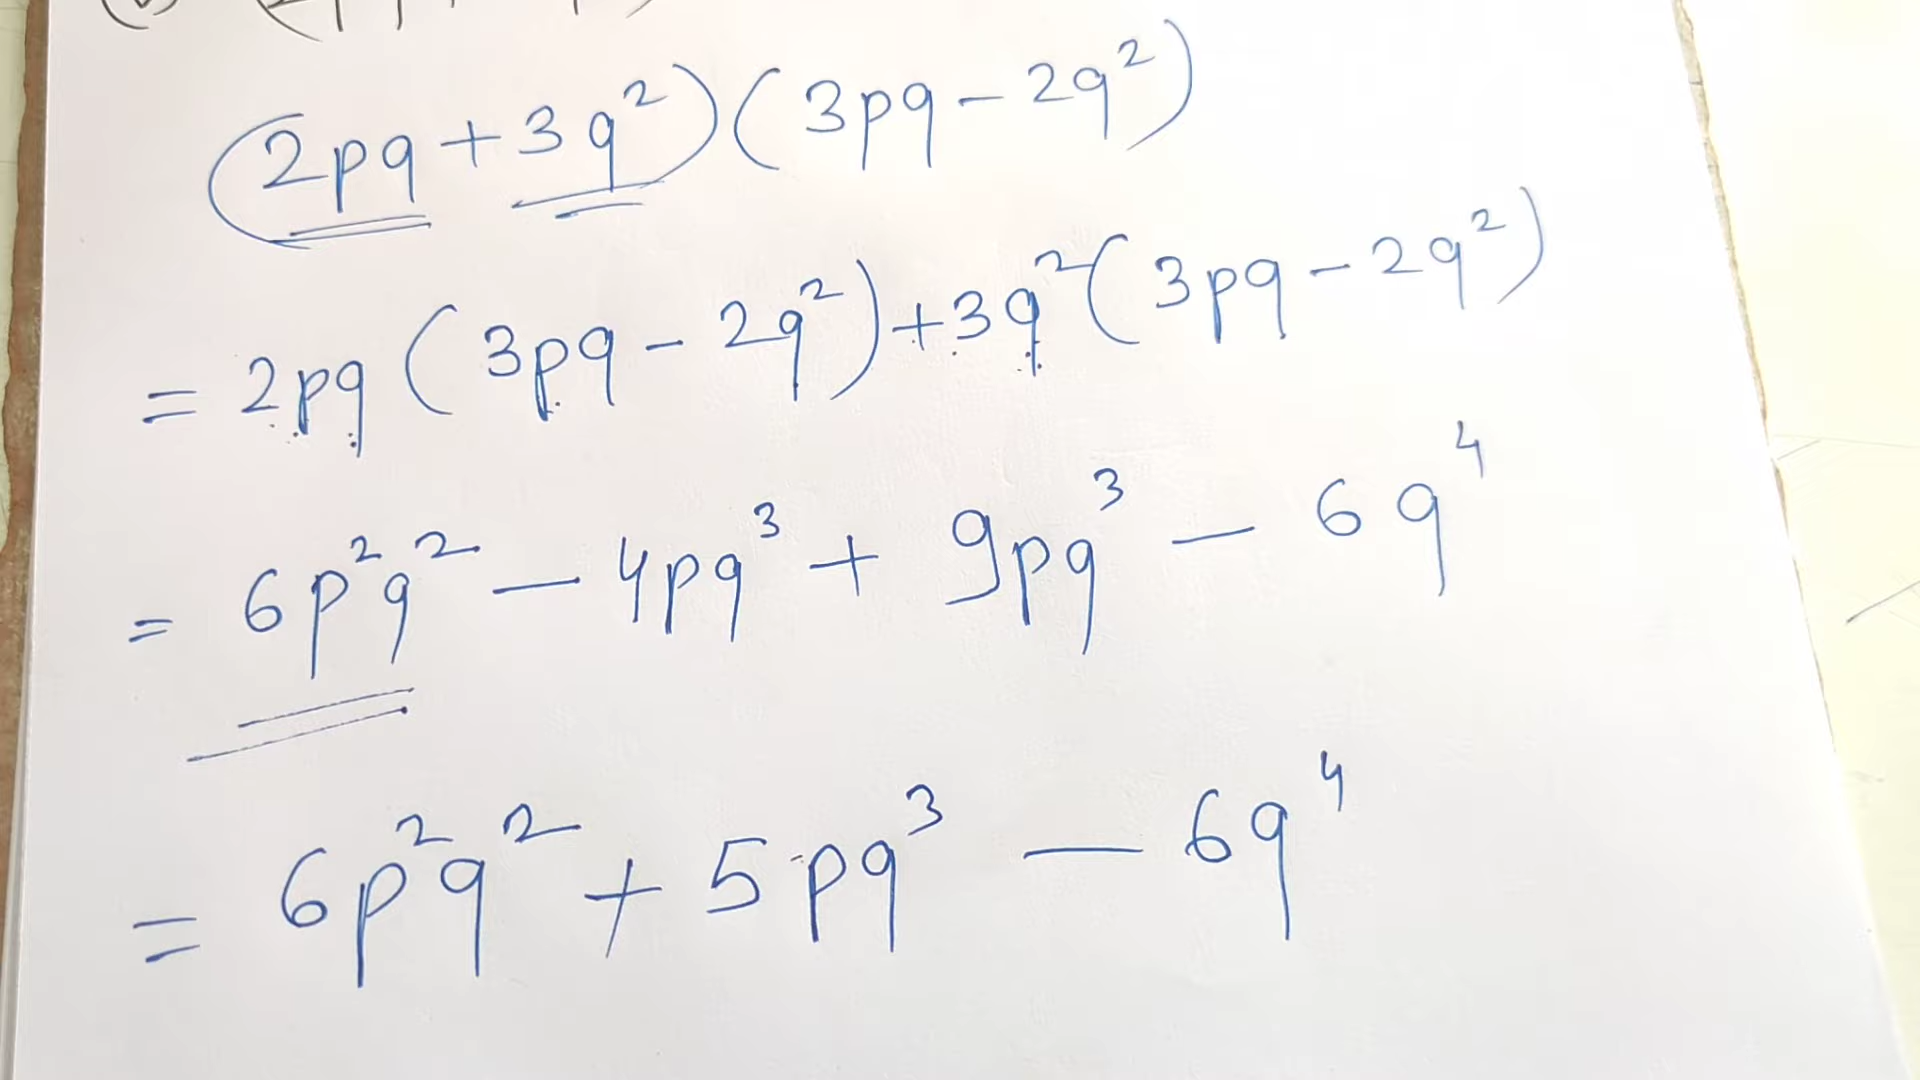 (2pq + 3q²)(3pq - 2q²)
= 2pq (3pq - 2q²) + 3q² (3pq - 2q²)
= 6p²q² - 4pq³ + 9pq³ - 6q⁴
= 6p²q² + 5pq³ - 6q⁴